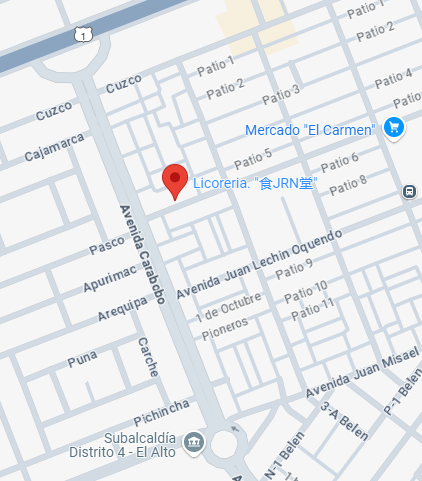 1
Patio 1
Patio 2
Cuzco
Cuzco
Patio 1
Patio 2
Patio 3
Patio 4
Patio
Mercado "El Carmen"
Cajamarca
Patio 5
Patio 6
Licoreria. "食JRN堂"
Patio 8
Avenida Carabobo
Pasco
Avenida Juan Lechin Oquendo
Apurimac
Patio 9
Arequipa
1 de Octubre
Patio 10
Pioneros
Patio 11
Puna
Carche
Avenida Juan Misael
Pichincha
P-1 Belen
3-A Belen
Subalcaldía
Distrito 4 - El Alto
N-1 Belen